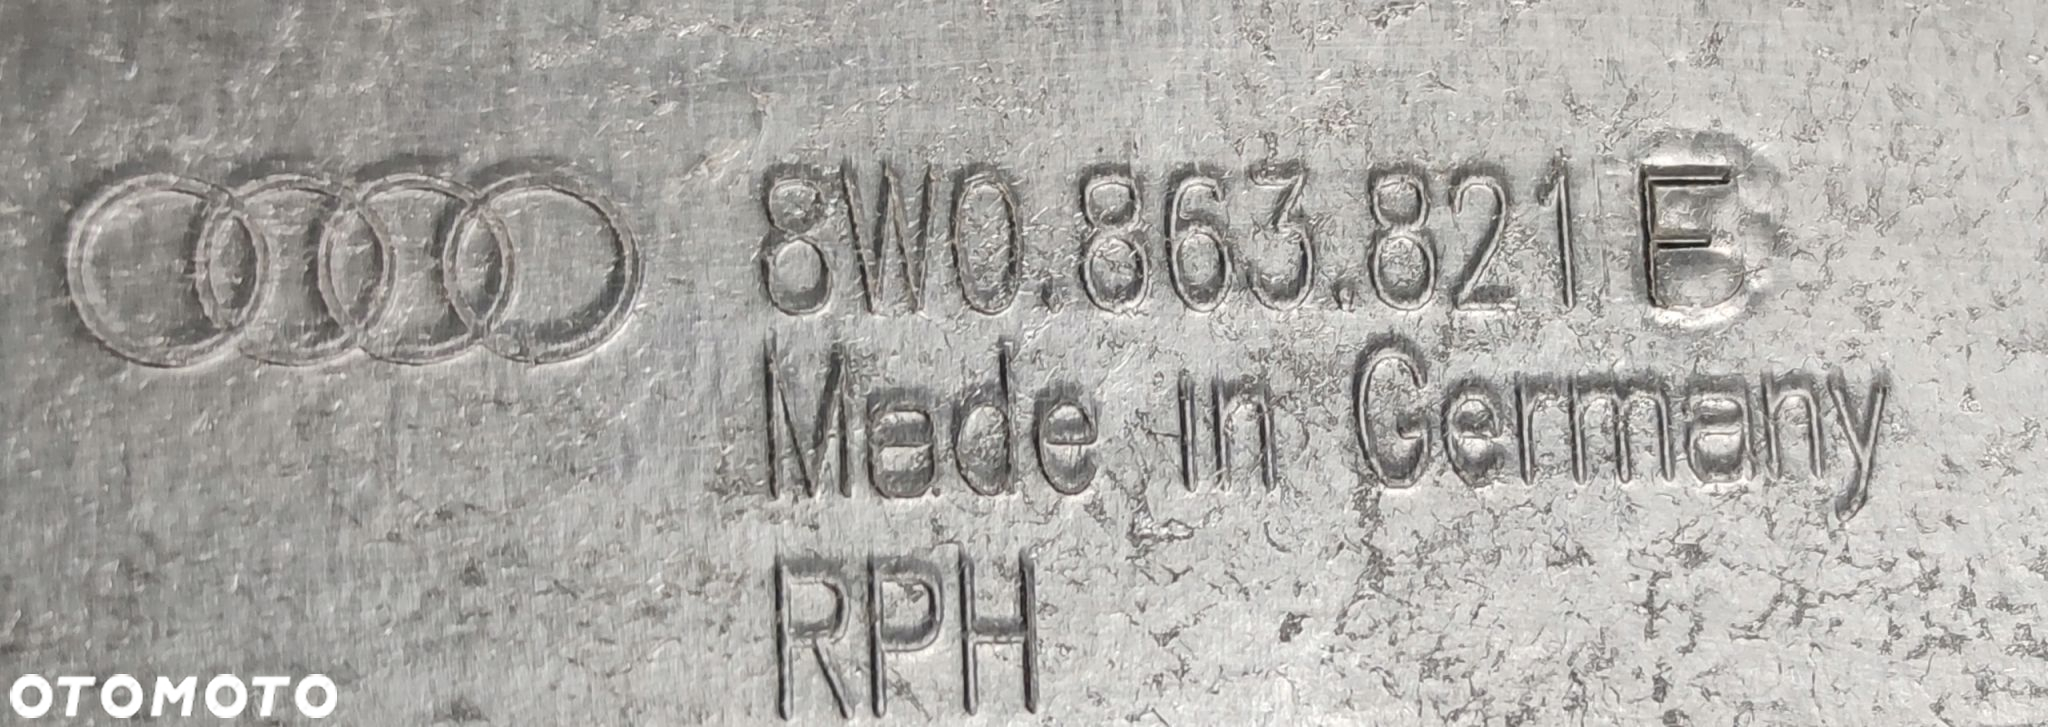 8W0.863.821 E
Made in Germany
RPH
OTOMOTO